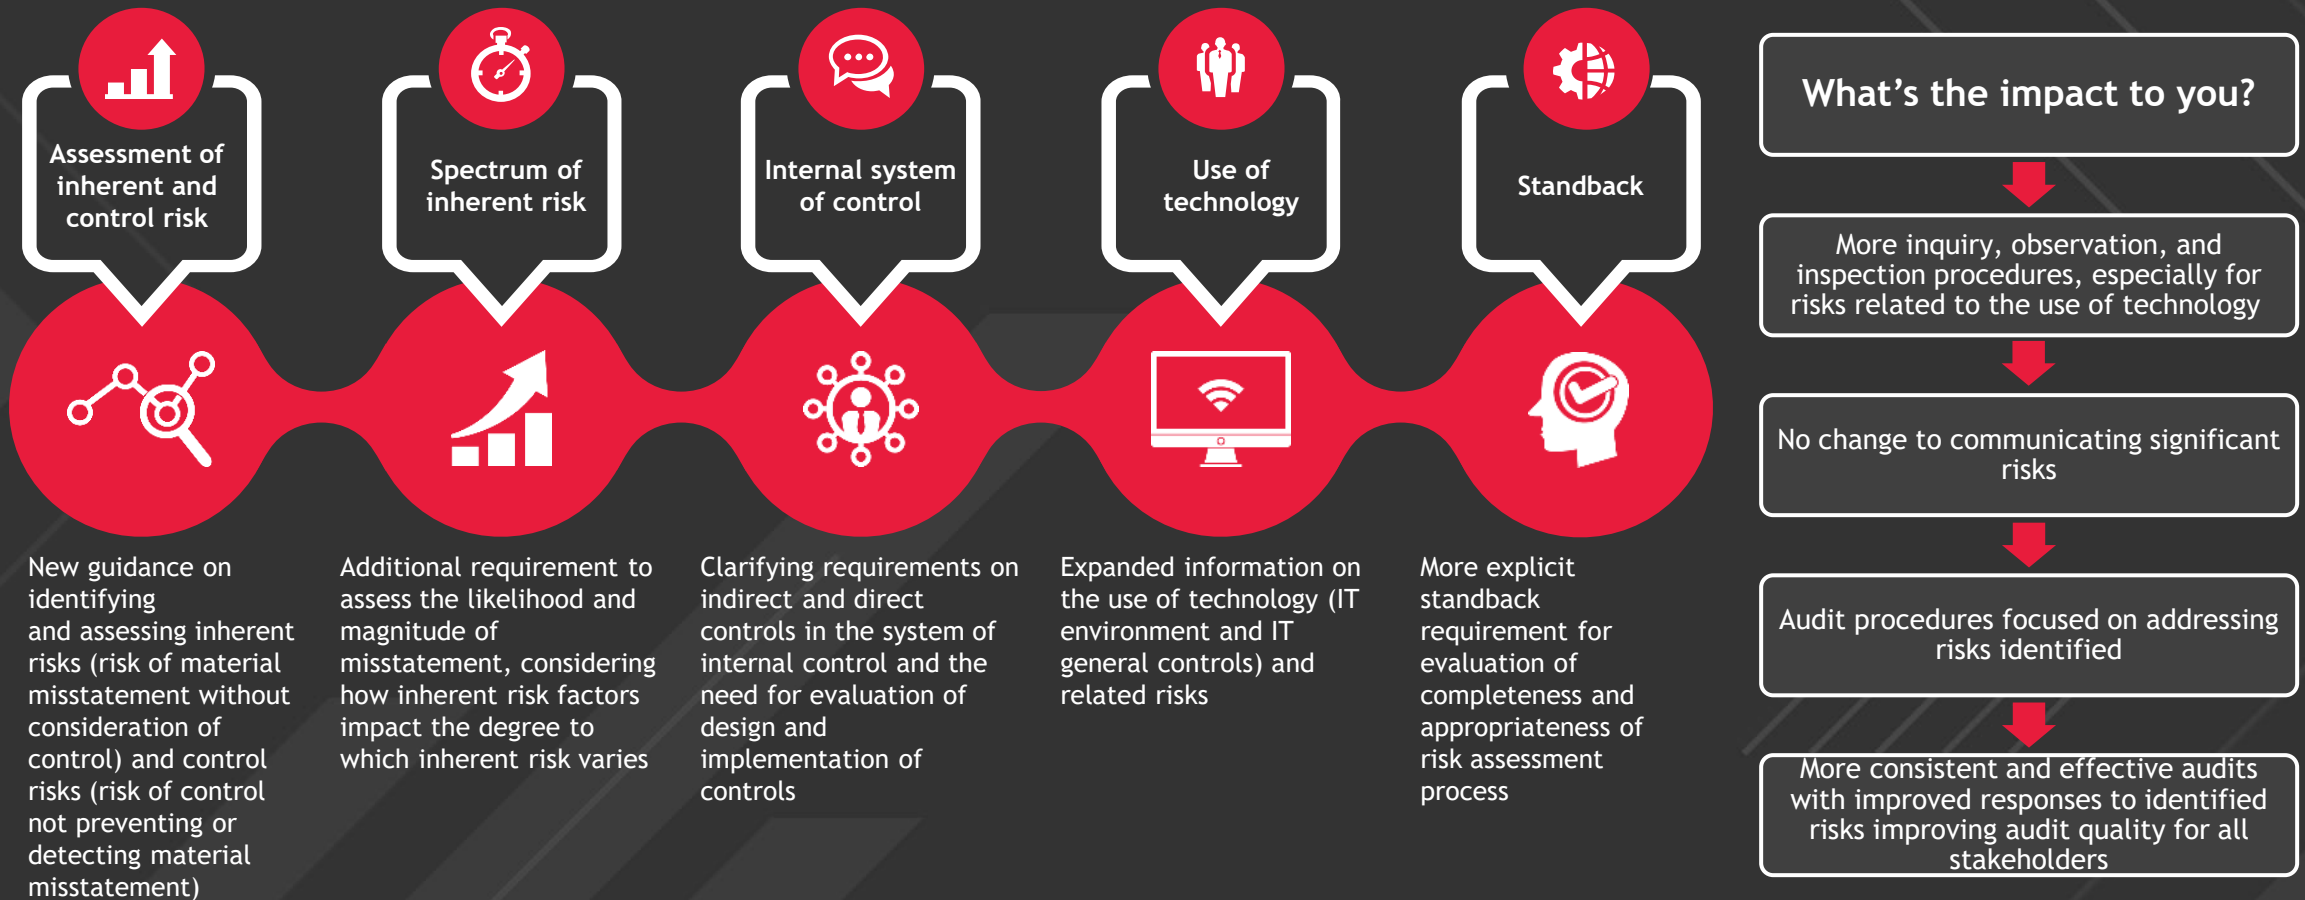 Assessment of
inherent and
control risk
Spectrum of
inherent risk
Internal system
of control
Use of
technology
Standback
New guidance on
identifying
and assessing inherent
risks (risk of material
misstatement without
consideration of
control) and control
risks (risk of control
not preventing or
detecting material
misstatement)
Additional requirement to
assess the likelihood and
magnitude of
misstatement, considering
how inherent risk factors
impact the degree to
which inherent risk varies
Clarifying requirements on
indirect and direct
controls in the system of
internal control and the
need for evaluation of
design and
implementation of
controls
Expanded information on
the use of technology (IT
environment and IT
general controls) and
related risks
More explicit
standback
requirement for
evaluation of
completeness and
appropriateness of
risk assessment
process
What’s the impact to you?
More inquiry, observation, and
inspection procedures, especially for
risks related to the use of technology
No change to communicating significant
risks
Audit procedures focused on addressing
risks identified
More consistent and effective audits
with improved responses to identified
risks improving audit quality for all
stakeholders